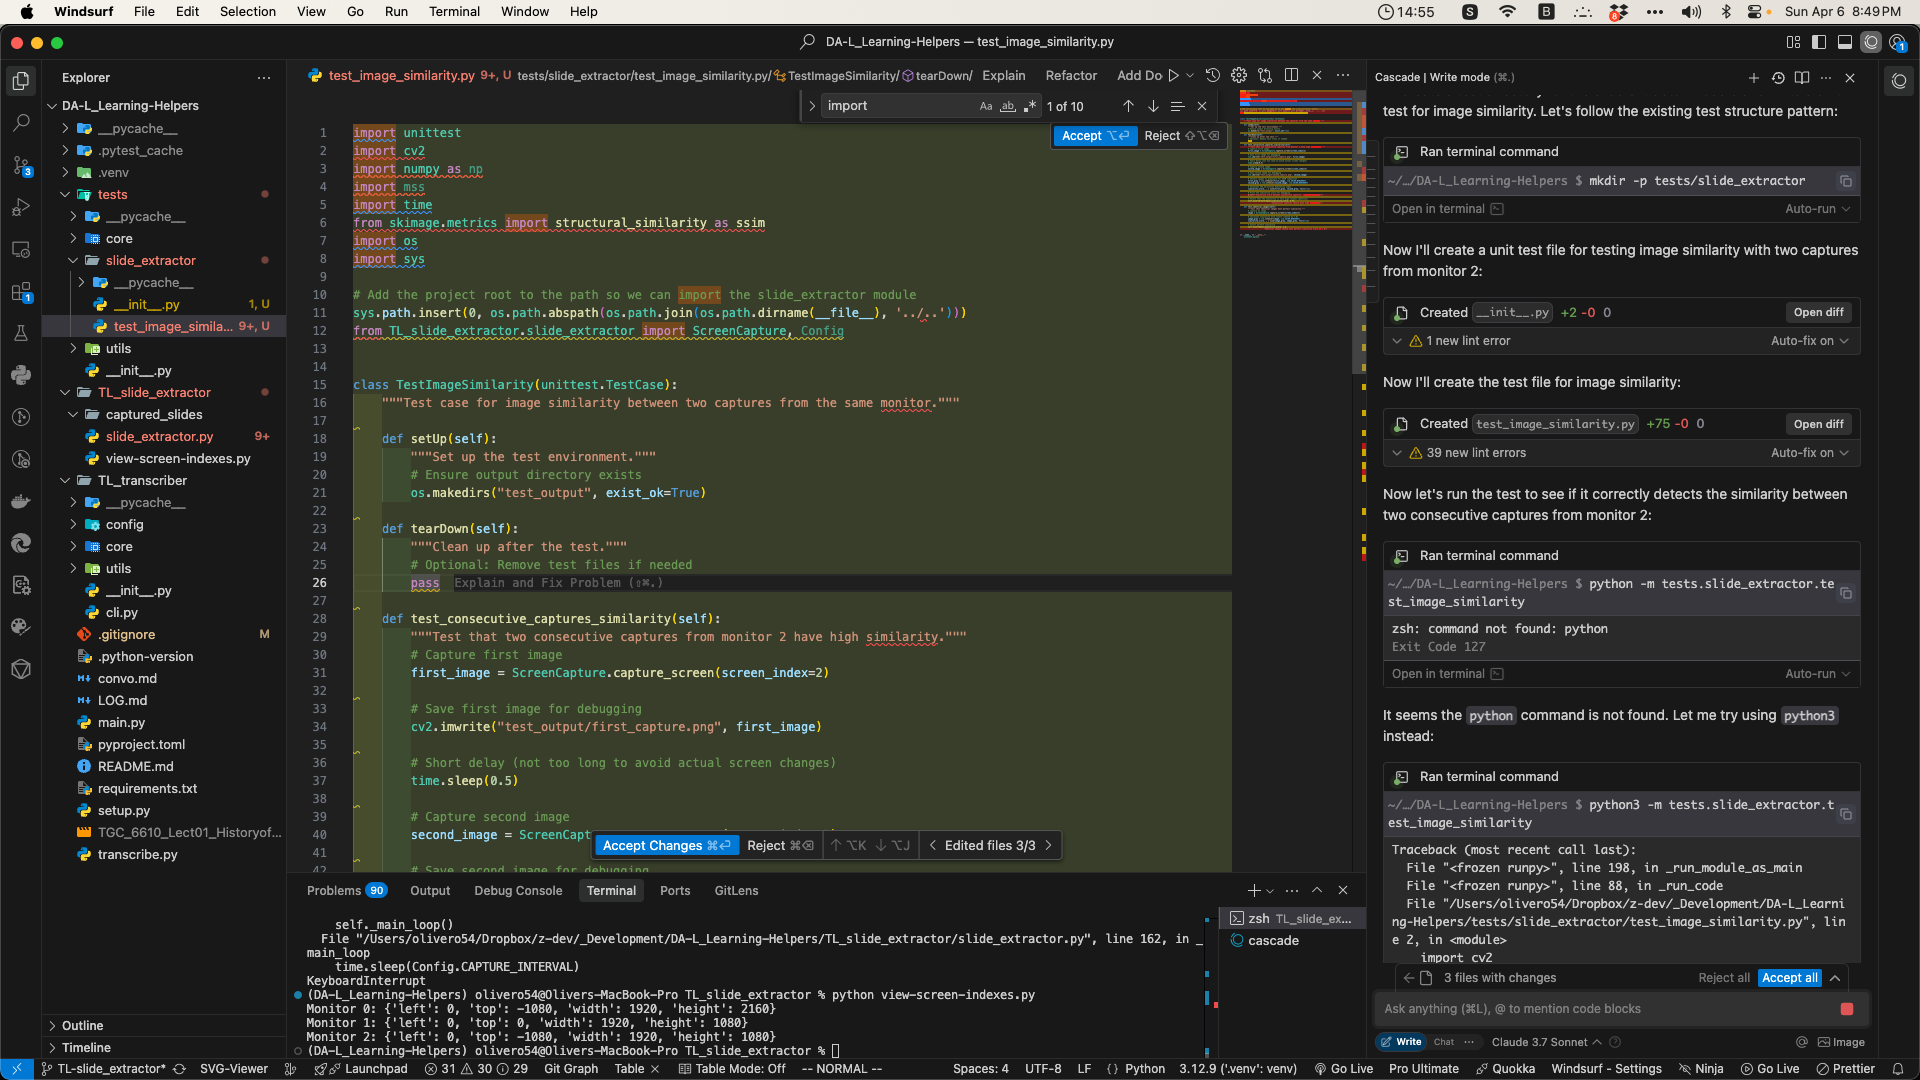 Windsurf File Edit Selection View Go Run Terminal Window Help
14:55 Sun Apr 6 8:49 PM
DA-L_Learning-Helpers — test_image_similarity.py
Explorer
DA-L_Learning-Helpers
__pycache__
.pytest_cache
.venv
tests
__pycache__
core
slide_extractor
__pycache__
__init__.py 1, U
test_image_simila... 9+, U
utils
__init__.py
TL_slide_extractor
captured_slides
slide_extractor.py 9+
view-screen-indexes.py
TL_transcriber
__pycache__
config
core
utils
__init__.py
cli.py
.gitignore M
.python-version
convo.md
LOG.md
main.py
pyproject.toml
README.md
requirements.txt
setup.py
TGC_6610_Lect01_Historyof...
transcribe.py
Outline
Timeline
test_image_similarity.py 9+, U tests/slide_extractor/test_image_similarity.py/ TestImageSimilarity/ tearDown/ Explain Refactor Add Do
import Aa ab 1 of 10
Accept Reject
1 import unittest
2 import cv2
3 import numpy as np
4 import mss
5 import time
6 from skimage.metrics import structural_similarity as ssim
7 import os
8 import sys
9
10 # Add the project root to the path so we can import the slide_extractor module
11 sys.path.insert(0, os.path.abspath(os.path.join(os.path.dirname(__file__), '../..')))
12 from TL_slide_extractor.slide_extractor import ScreenCapture, Config
13
14
15 class TestImageSimilarity(unittest.TestCase):
16 """Test case for image similarity between two captures from the same monitor."""
17
18 def setUp(self):
19 """Set up the test environment."""
20 # Ensure output directory exists
21 os.makedirs("test_output", exist_ok=True)
22
23 def tearDown(self):
24 """Clean up after the test."""
25 # Optional: Remove test files if needed
26 pass Explain and Fix Problem (⇧⌘.)
27
28 def test_consecutive_captures_similarity(self):
29 """Test that two consecutive captures from monitor 2 have high similarity."""
30 # Capture first image
31 first_image = ScreenCapture.capture_screen(screen_index=2)
32
33 # Save first image for debugging
34 cv2.imwrite("test_output/first_capture.png", first_image)
35
36 # Short delay (not too long to avoid actual screen changes)
37 time.sleep(0.5)
38
39 # Capture second image
40 second_image = ScreenCapt
41
42 # Save second image for debugging
Accept Changes ⌘⏎ Reject ⌘⌫ ↑⌥K ↓⌥J Edited files 3/3
Problems 90 Output Debug Console Terminal Ports GitLens
self._main_loop()
File "/Users/olivero54/Dropbox/z-dev/_Development/DA-L_Learning-Helpers/TL_slide_extractor/slide_extractor.py", line 162, in _
main_loop
time.sleep(Config.CAPTURE_INTERVAL)
KeyboardInterrupt
(DA-L_Learning-Helpers) olivero54@Olivers-MacBook-Pro TL_slide_extractor % python view-screen-indexes.py
Monitor 0: {'left': 0, 'top': -1080, 'width': 1920, 'height': 2160}
Monitor 1: {'left': 0, 'top': 0, 'width': 1920, 'height': 1080}
Monitor 2: {'left': 0, 'top': -1080, 'width': 1920, 'height': 1080}
(DA-L_Learning-Helpers) olivero54@Olivers-MacBook-Pro TL_slide_extractor %
zsh TL_slide_ex...
cascade
Cascade | Write mode (⌘.)
test for image similarity. Let's follow the existing test structure pattern:
Ran terminal command
~/.../DA-L_Learning-Helpers $ mkdir -p tests/slide_extractor
Open in terminal Auto-run
Now I'll create a unit test file for testing image similarity with two captures
from monitor 2:
Created __init__.py +2 -0 0 Open diff
1 new lint error Auto-fix on
Now I'll create the test file for image similarity:
Created test_image_similarity.py +75 -0 0 Open diff
39 new lint errors Auto-fix on
Now let's run the test to see if it correctly detects the similarity between
two consecutive captures from monitor 2:
Ran terminal command
~/.../DA-L_Learning-Helpers $ python -m tests.slide_extractor.te
st_image_similarity
zsh: command not found: python
Exit Code 127
Open in terminal Auto-run
It seems the python command is not found. Let me try using python3
instead:
Ran terminal command
~/.../DA-L_Learning-Helpers $ python3 -m tests.slide_extractor.t
est_image_similarity
Traceback (most recent call last):
File "<frozen runpy>", line 198, in _run_module_as_main
File "<frozen runpy>", line 88, in _run_code
File "/Users/olivero54/Dropbox/z-dev/_Development/DA-L_Learni
ng-Helpers/tests/slide_extractor/test_image_similarity.py", lin
e 2, in <module>
import cv2
3 files with changes Reject all Accept all
Ask anything (⌘L), @ to mention code blocks
Write Chat Claude 3.7 Sonnet Image
TL-slide_extractor* SVG-Viewer Launchpad 31 30 29 Git Graph Table Table Mode: Off -- NORMAL -- Spaces: 4 UTF-8 LF Python 3.12.9 ('.venv': venv) Go Live Pro Ultimate Quokka Windsurf - Settings Ninja Go Live Prettier